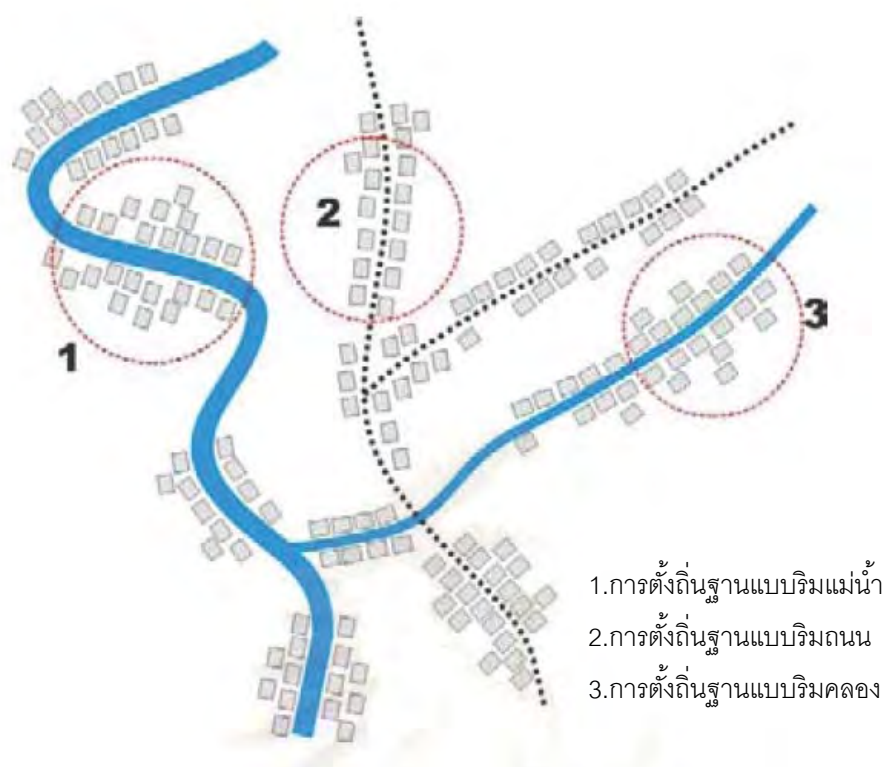 2
3
1
1.การตั้งถิ่นฐานแบบริมแม่น้ำ
2.การตั้งถิ่นฐานแบบริมถนน
3.การตั้งถิ่นฐานแบบริมคลอง